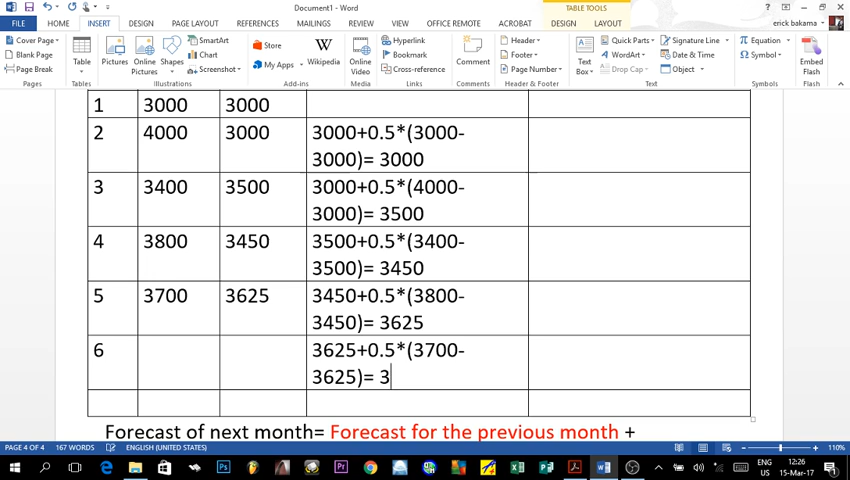 Document1 - Word
TABLE TOOLS
FILE HOME INSERT DESIGN PAGE LAYOUT REFERENCES MAILINGS REVIEW VIEW OFFICE REMOTE ACROBAT DESIGN LAYOUT
erick bakama
Cover Page
Blank Page
Page Break
Pages
Table
Tables
Pictures
Online Pictures
Shapes
SmartArt
Chart
Screenshot
Illustrations
Store
My Apps
Wikipedia
Add-ins
Online Video
Media
Hyperlink
Bookmark
Cross-reference
Links
Comment
Comments
Header
Footer
Page Number
Header & Footer
Text Box
Quick Parts
WordArt
Drop Cap
Signature Line
Date & Time
Object
Text
Equation
Symbol
Symbols
Embed Flash
Flash
1 3000 3000
2 4000 3000 3000+0.5*(3000-
3000)= 3000
3 3400 3500 3000+0.5*(4000-
3000)= 3500
4 3800 3450 3500+0.5*(3400-
3500)= 3450
5 3700 3625 3450+0.5*(3800-
3450)= 3625
6 3625+0.5*(3700-
3625)= 3
Forecast of next month= Forecast for the previous month +
PAGE 4 OF 4 167 WORDS ENGLISH (UNITED STATES)
110%
ENG 12:26
US 15-Mar-17